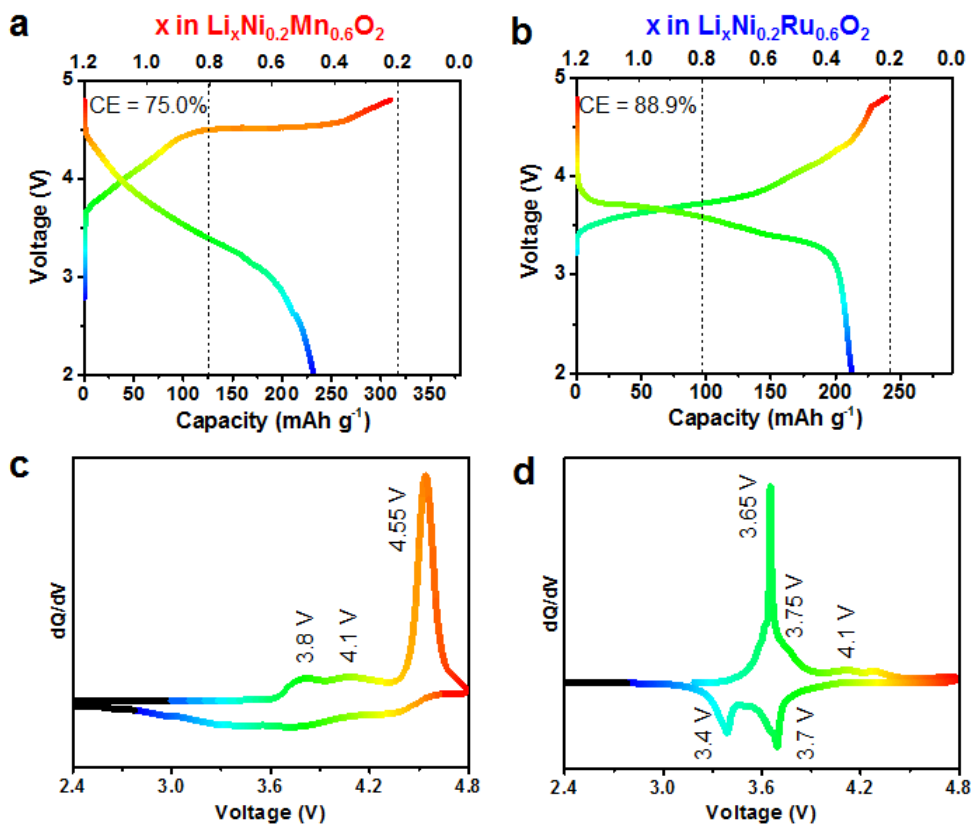 a
x in LiₓNi₀.₂Mn₀.₆O₂
1.2 1.0 0.8 0.6 0.4 0.2 0.0
CE = 75.0%
5
4
3
2
Voltage (V)
0 50 100 150 200 250 300 350
Capacity (mAh g⁻¹)
b
x in LiₓNi₀.₂Ru₀.₆O₂
1.2 1.0 0.8 0.6 0.4 0.2 0.0
CE = 88.9%
5
4
3
2
Voltage (V)
0 50 100 150 200 250
Capacity (mAh g⁻¹)
c
dQ/dV
3.8 V
4.1 V
4.55 V
2.4 3.0 3.6 4.2 4.8
Voltage (V)
d
dQ/dV
3.65 V
3.75 V
4.1 V
3.4 V
3.7 V
2.4 3.0 3.6 4.2 4.8
Voltage (V)